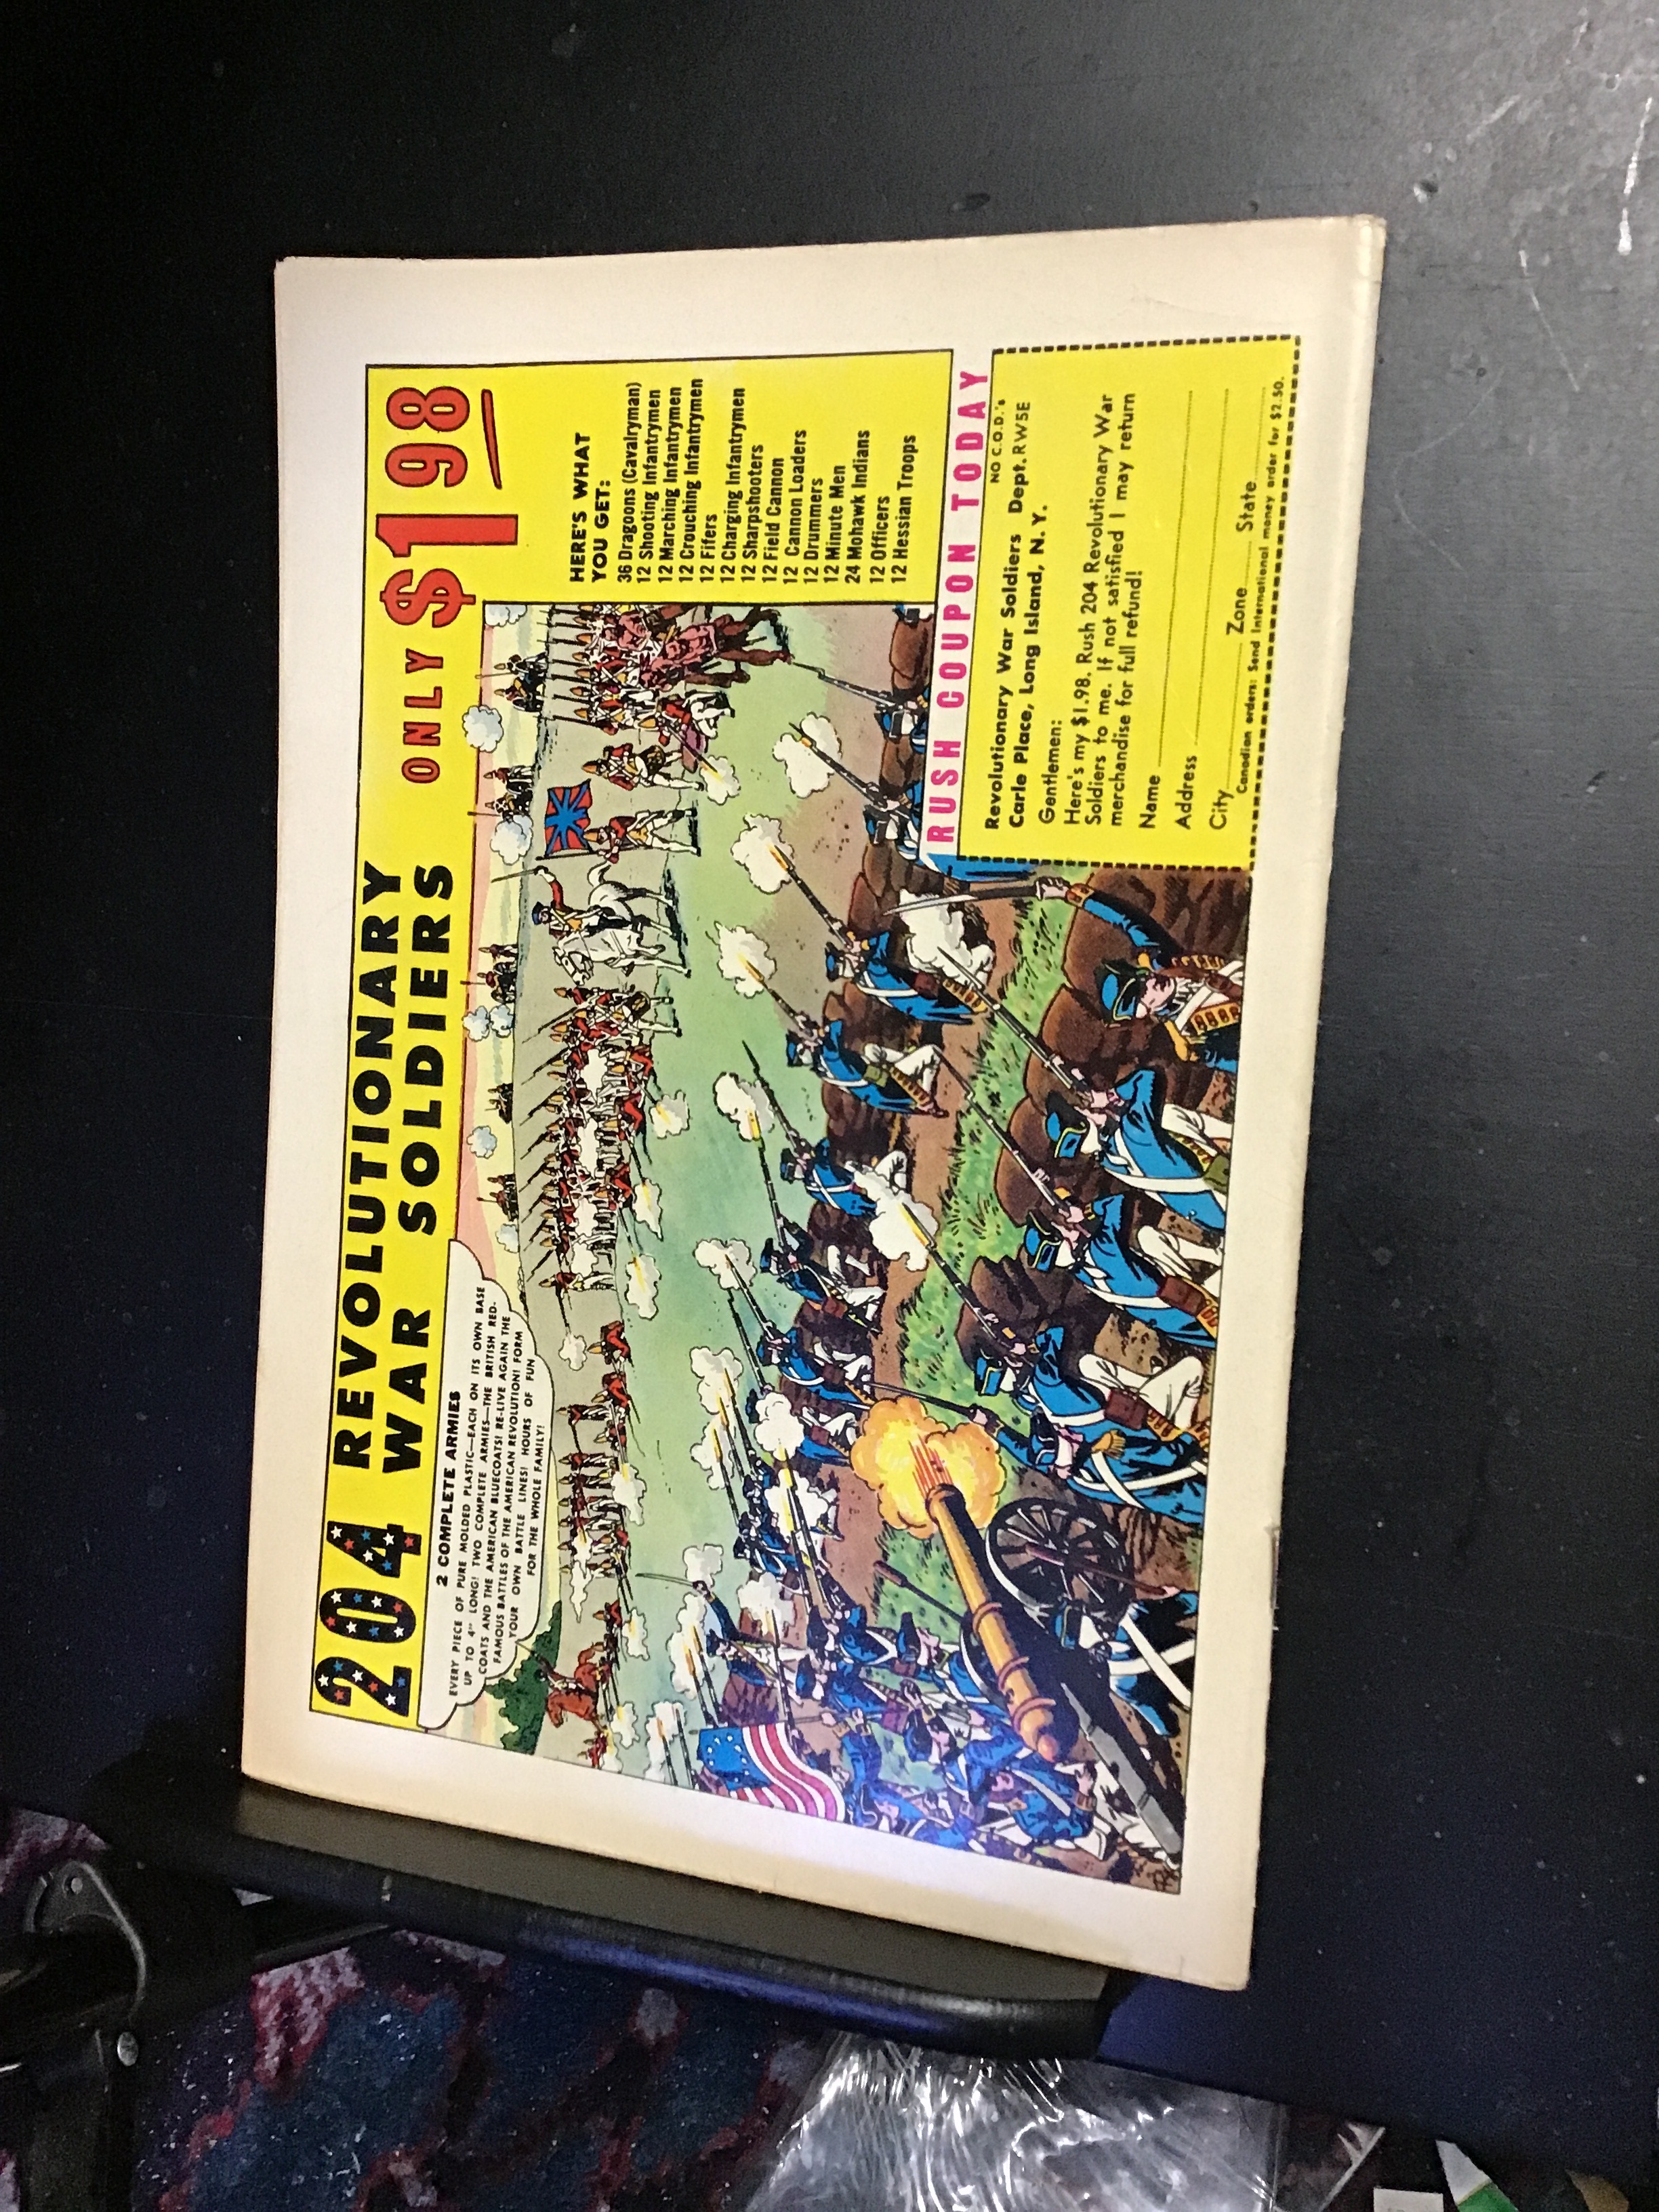 204 REVOLUTIONARY
WAR SOLDIERS
ONLY $1 98
2 COMPLETE ARMIES
EVERY PIECE OF PURE MOLDED PLASTIC—EACH ON ITS OWN BASE
UP TO 4" LONG! TWO COMPLETE ARMIES—THE BRITISH RED-
COATS AND THE AMERICAN BLUECOATS! RE-LIVE AGAIN THE
FAMOUS BATTLES OF THE AMERICAN REVOLUTION! FORM
YOUR OWN BATTLE LINES! HOURS OF FUN
FOR THE WHOLE FAMILY!
HERE'S WHAT
YOU GET:
36 Dragoons (Cavalryman)
12 Shooting Infantrymen
12 Marching Infantrymen
12 Crouching Infantrymen
12 Fifers
12 Charging Infantrymen
12 Sharpshooters
12 Field Cannon
12 Cannon Loaders
12 Drummers
12 Minute Men
24 Mohawk Indians
12 Officers
12 Hessian Troops
RUSH COUPON TODAY
NO C.O.D.'s
Revolutionary War Soldiers Dept. RW5E
Carle Place, Long Island, N. Y.
Gentlemen:
Here's my $1.98. Rush 204 Revolutionary War
Soldiers to me. If not satisfied I may return
merchandise for full refund!
Name
Address
City Zone State
Canadian orders: Send International money order for $2.50.